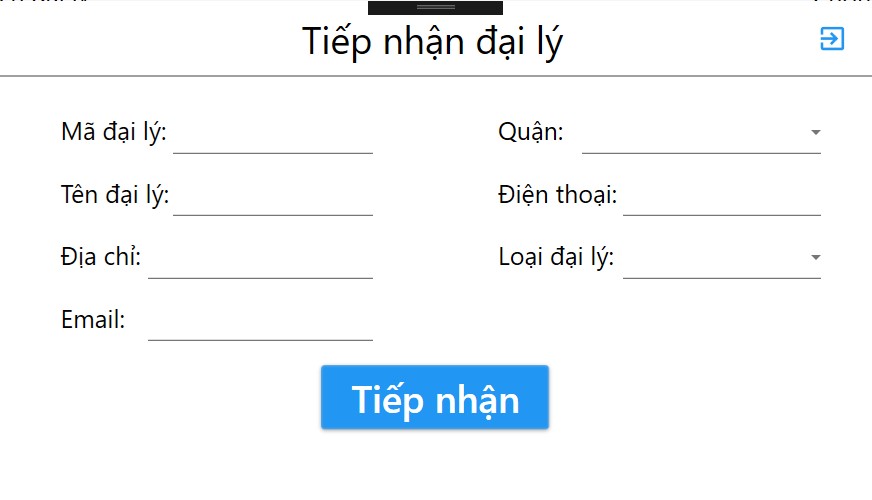 Tiếp nhận đại lý
Mã đại lý:
Quận:
Tên đại lý:
Điện thoại:
Địa chỉ:
Loại đại lý:
Email:
Tiếp nhận